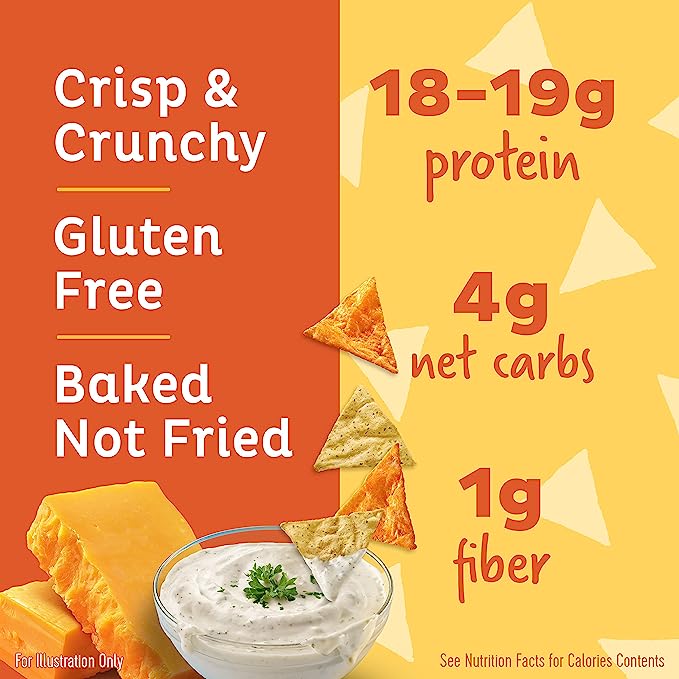 Crisp &
Crunchy
Gluten
Free
Baked
Not Fried
18-19g
protein
4g
net carbs
1g
fiber
For Illustration Only
See Nutrition Facts for Calories Contents